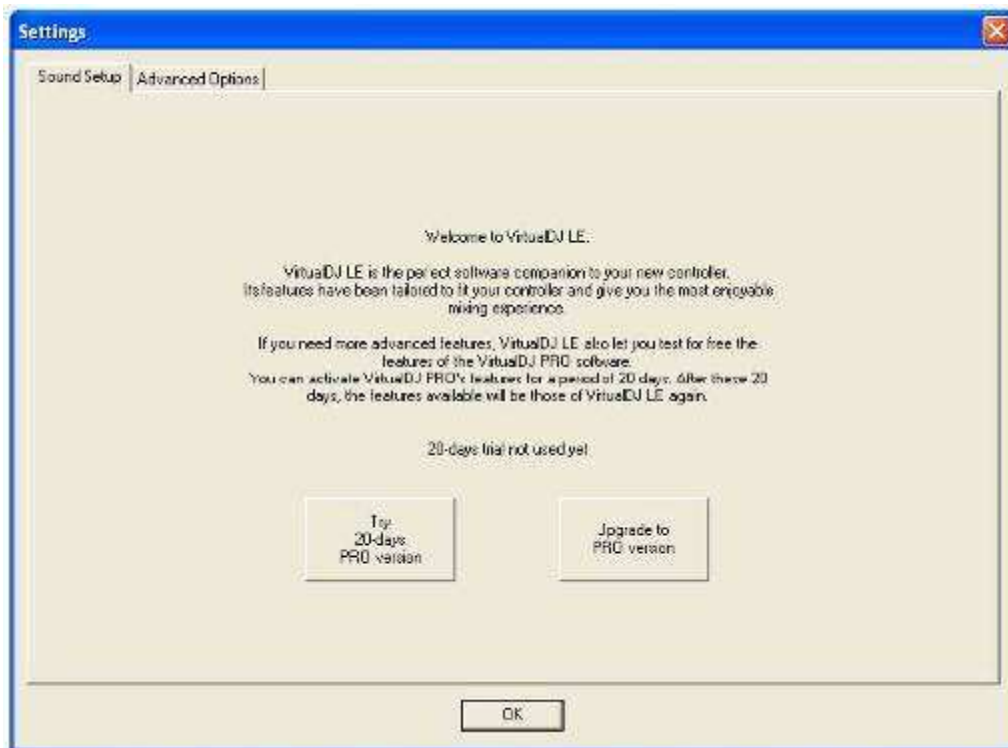 Settings
Sound Setup
Advanced Options
Welcome to VirtualDJ LE.
VirtualDJ LE is the perfect software companion to your new controller.
Its features have been tailored to fit your controller and give you the most enjoyable
mixing experience.
If you need more advanced features, VirtualDJ LE also let you test for free the
features of the VirtualDJ PRO software.
You can activate VirtualDJ PRO's features for a period of 20 days. After these 20
days, the features available will be those of VirtualDJ LE again.
20-days trial not used yet
Try
20-days
PRO version
Upgrade to
PRO version
OK